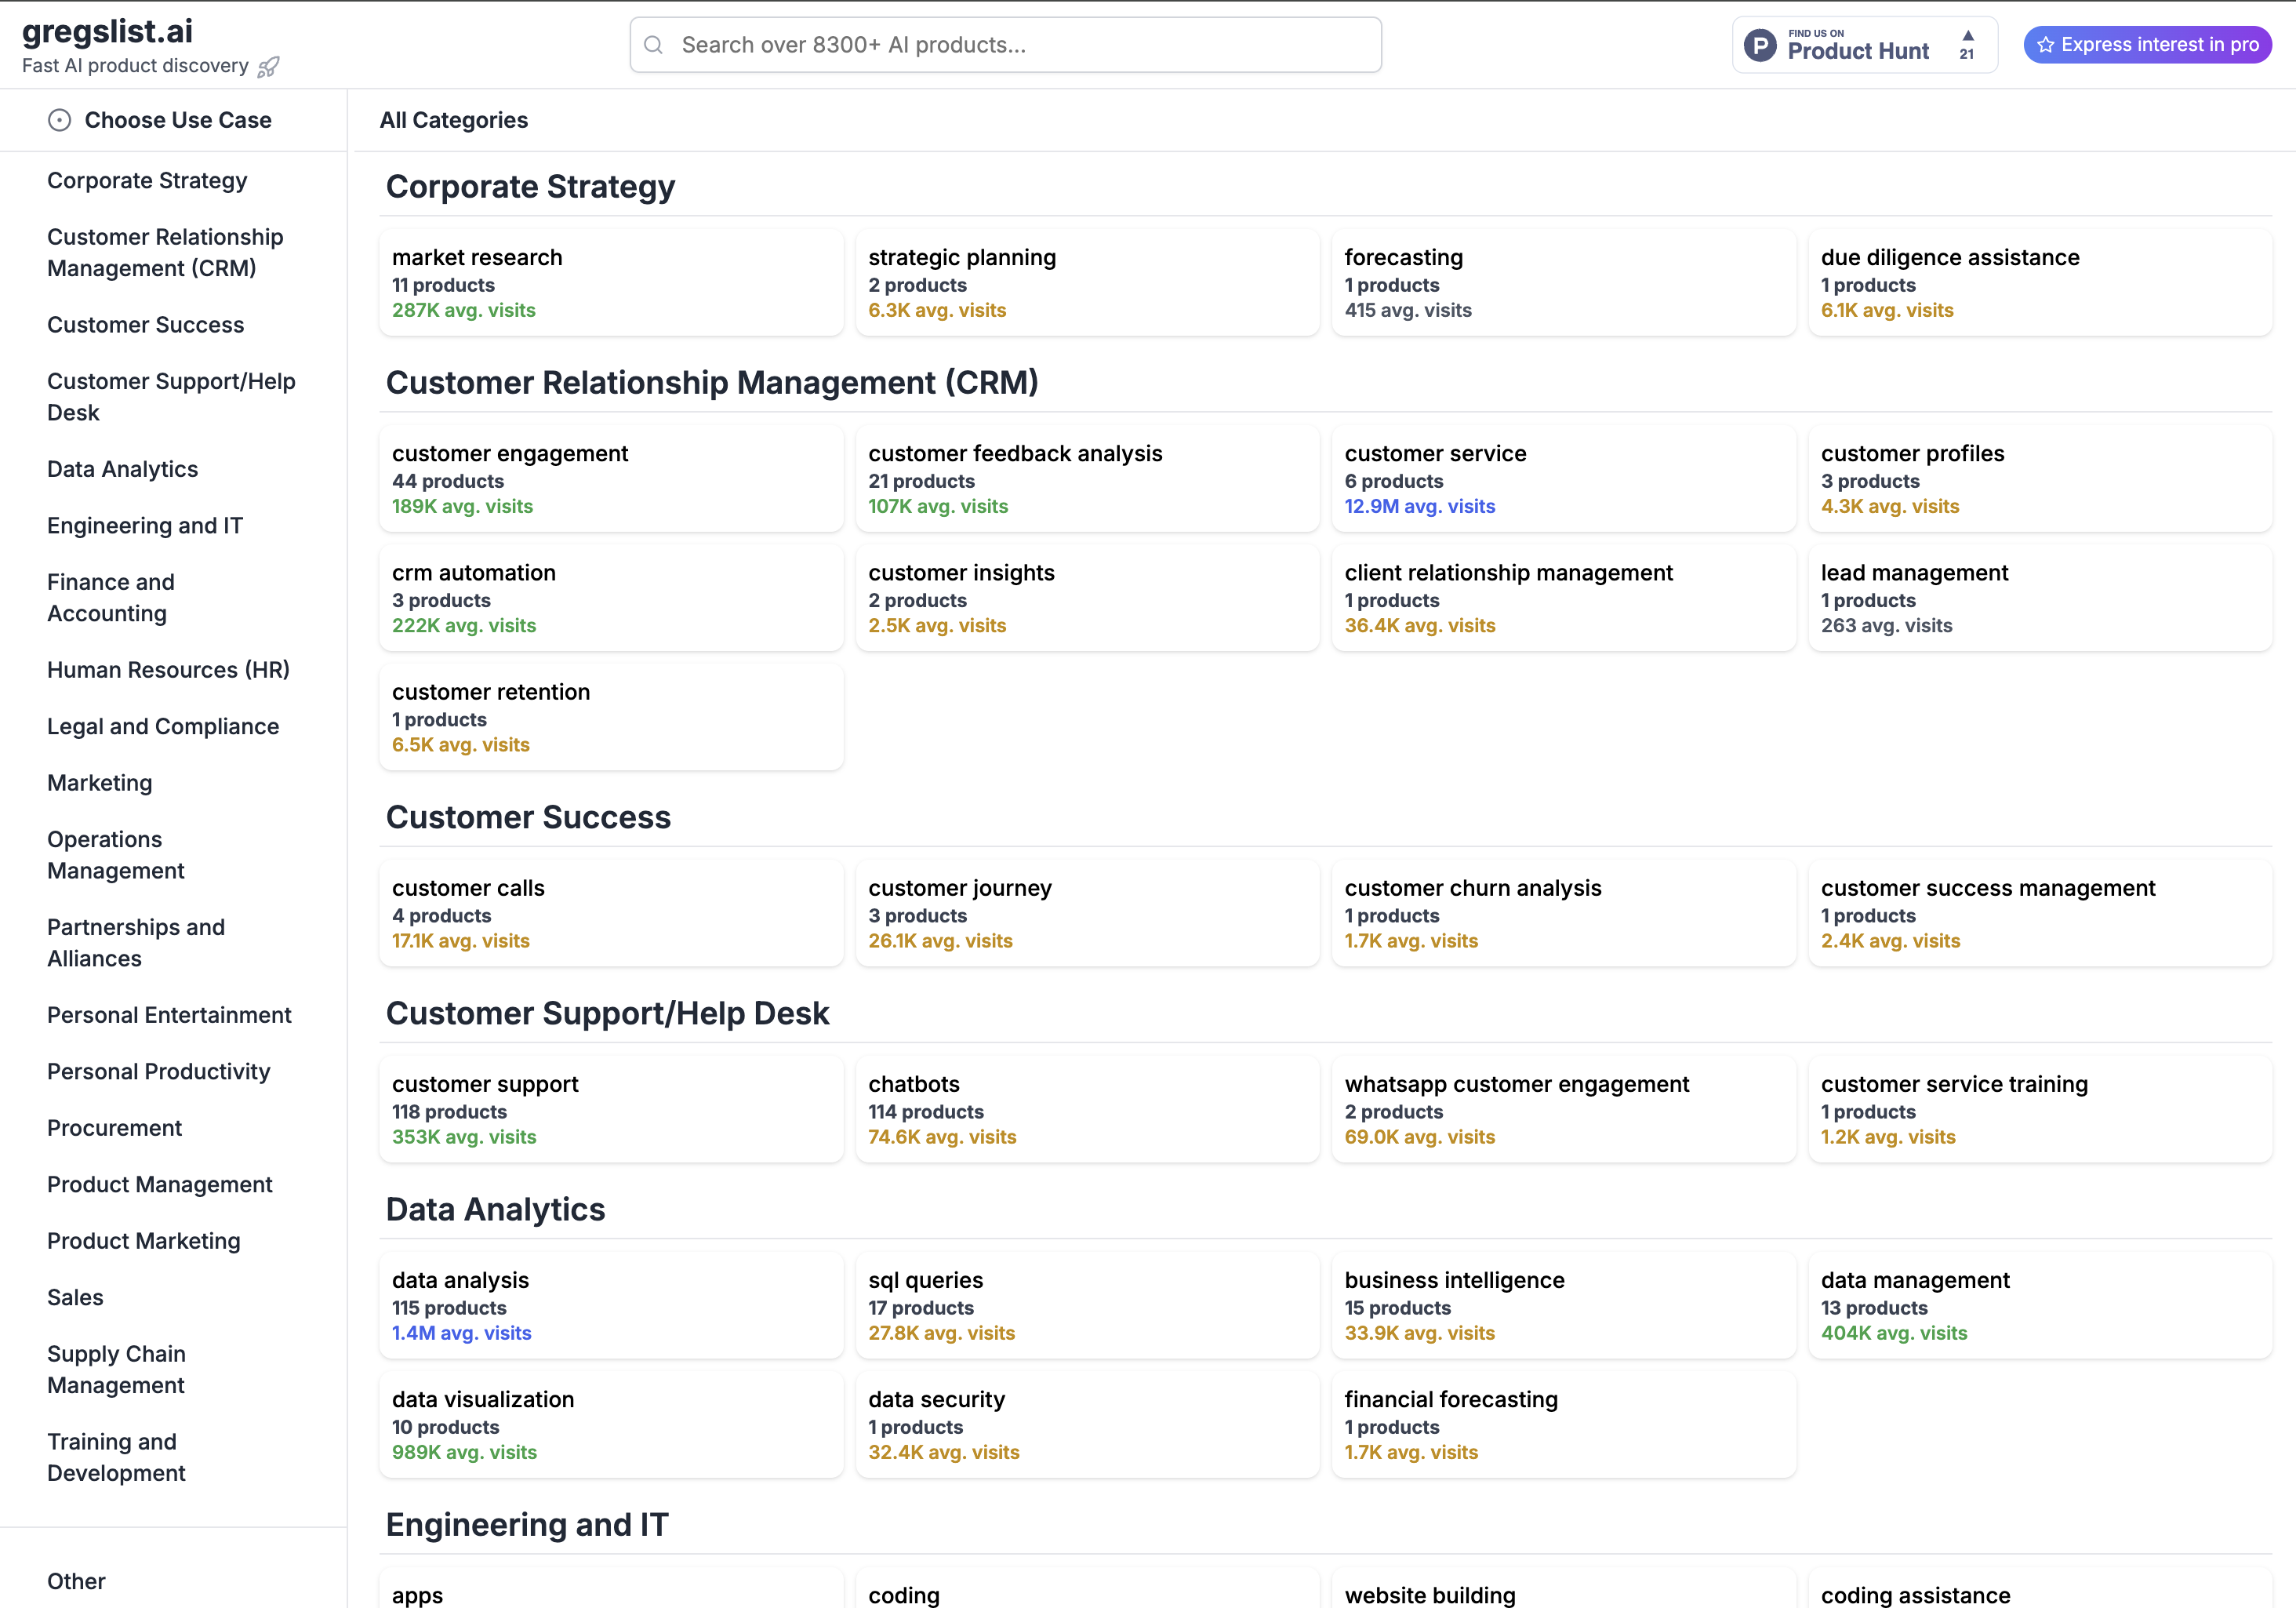 gregslist.ai
Fast AI product discovery
Search over 8300+ AI products...
P
FIND US ON
Product Hunt
21
Express interest in pro
Choose Use Case
Corporate Strategy
Customer Relationship
Management (CRM)
Customer Success
Customer Support/Help
Desk
Data Analytics
Engineering and IT
Finance and
Accounting
Human Resources (HR)
Legal and Compliance
Marketing
Operations
Management
Partnerships and
Alliances
Personal Entertainment
Personal Productivity
Procurement
Product Management
Product Marketing
Sales
Supply Chain
Management
Training and
Development
Other
All Categories
Corporate Strategy
market research
11 products
287K avg. visits
strategic planning
2 products
6.3K avg. visits
forecasting
1 products
415 avg. visits
due diligence assistance
1 products
6.1K avg. visits
Customer Relationship Management (CRM)
customer engagement
44 products
189K avg. visits
customer feedback analysis
21 products
107K avg. visits
customer service
6 products
12.9M avg. visits
customer profiles
3 products
4.3K avg. visits
crm automation
3 products
222K avg. visits
customer insights
2 products
2.5K avg. visits
client relationship management
1 products
36.4K avg. visits
lead management
1 products
263 avg. visits
customer retention
1 products
6.5K avg. visits
Customer Success
customer calls
4 products
17.1K avg. visits
customer journey
3 products
26.1K avg. visits
customer churn analysis
1 products
1.7K avg. visits
customer success management
1 products
2.4K avg. visits
Customer Support/Help Desk
customer support
118 products
353K avg. visits
chatbots
114 products
74.6K avg. visits
whatsapp customer engagement
2 products
69.0K avg. visits
customer service training
1 products
1.2K avg. visits
Data Analytics
data analysis
115 products
1.4M avg. visits
sql queries
17 products
27.8K avg. visits
business intelligence
15 products
33.9K avg. visits
data management
13 products
404K avg. visits
data visualization
10 products
989K avg. visits
data security
1 products
32.4K avg. visits
financial forecasting
1 products
1.7K avg. visits
Engineering and IT
apps
coding
website building
coding assistance